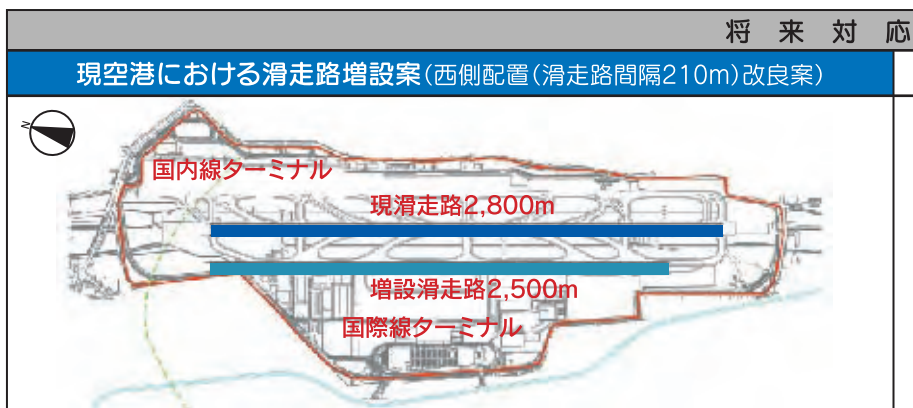 将来対応
現空港における滑走路増設案(西側配置(滑走路間隔210m)改良案)
N
国内線ターミナル
現滑走路2,800m
増設滑走路2,500m
国際線ターミナル